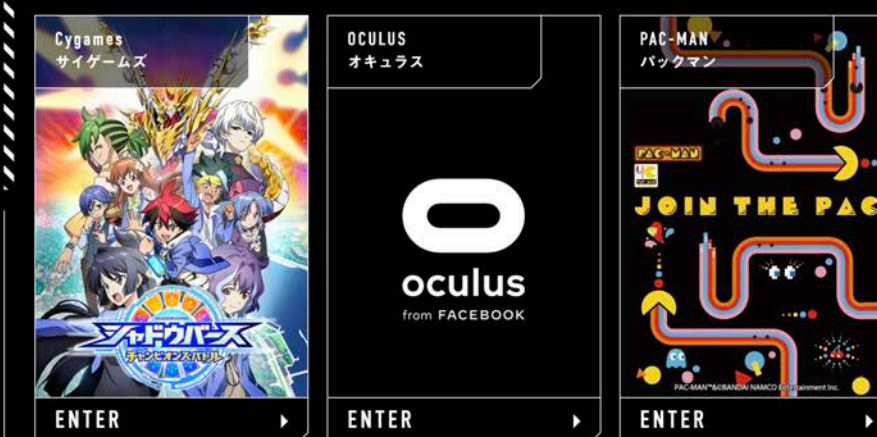 Cygames
サイゲームズ
シャドウバース
チャンピオンズバトル
ENTER
OCULUS
オキュラス
oculus
from FACEBOOK
ENTER
PAC-MAN
パックマン
PAC-MAN
JOIN THE PAC
PAC-MAN™&©BANDAI NAMCO Entertainment Inc.
ENTER